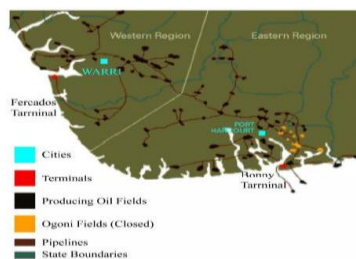 Western Region
Eastern Region
WARRI
Fercados
Tarminal
PORT
HARCOURT
Bonny
Tarminal
Cities
Terminals
Producing Oil Fields
Ogoni Fields (Closed)
Pipelines
State Boundaries